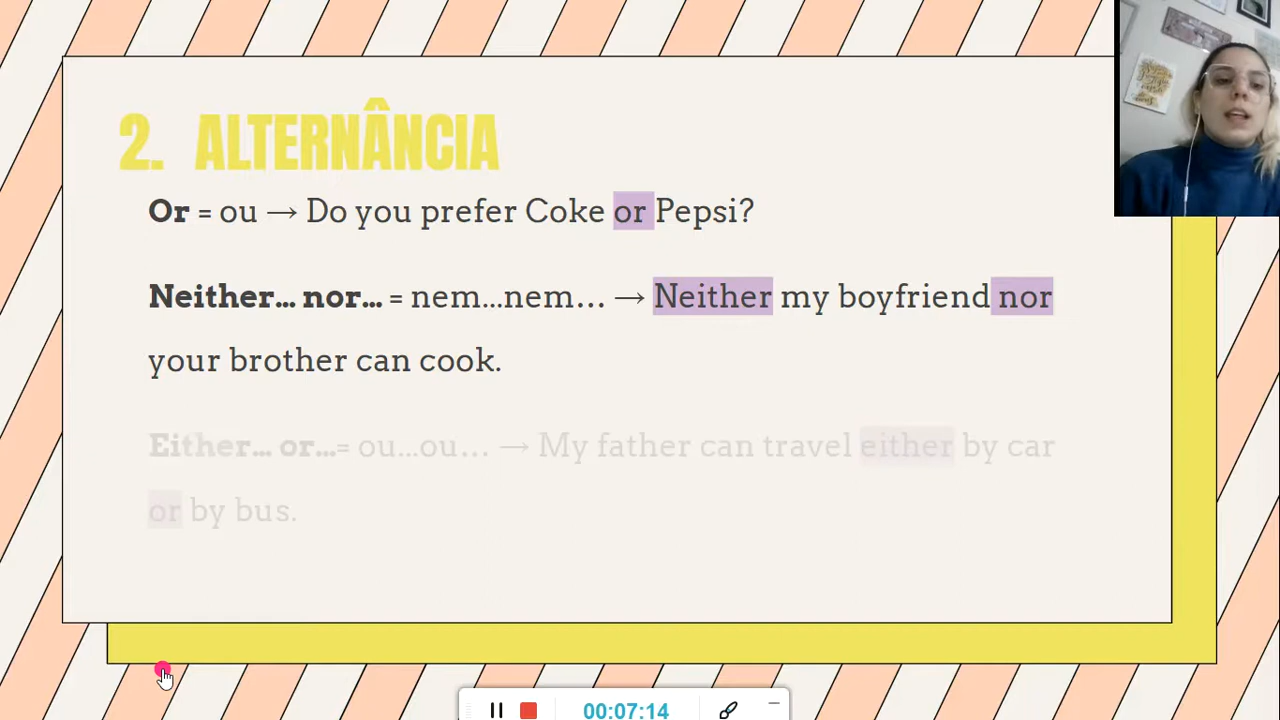 2. ALTERNÂNCIA
Or = ou → Do you prefer Coke or Pepsi?
Neither... nor... = nem...nem... → Neither my boyfriend nor
your brother can cook.
Either... or...= ou...ou... → My father can travel either by car
or by bus.
00:07:14